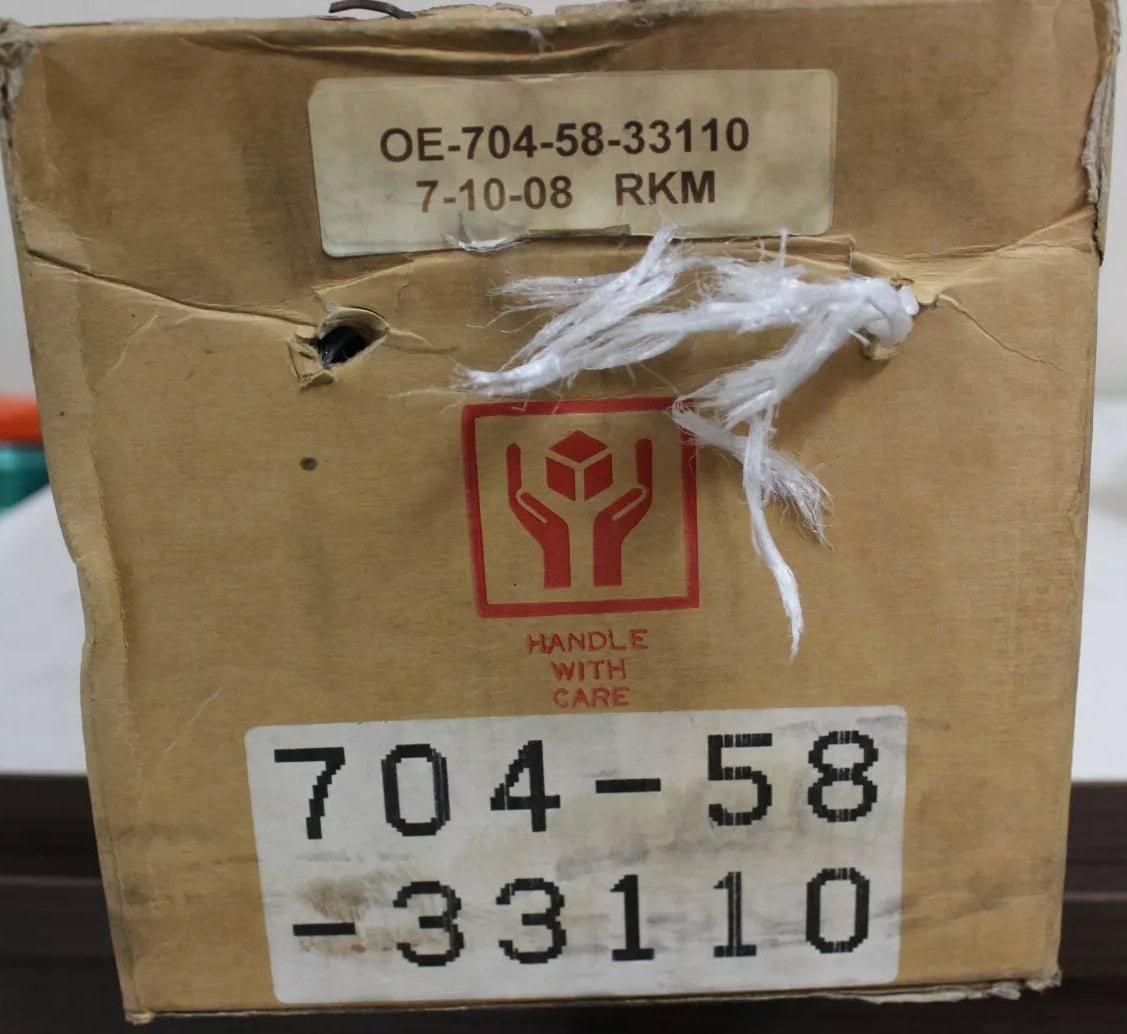 OE-704-58-33110
7-10-08 RKM
HANDLE
WITH
CARE
704-58
-33110